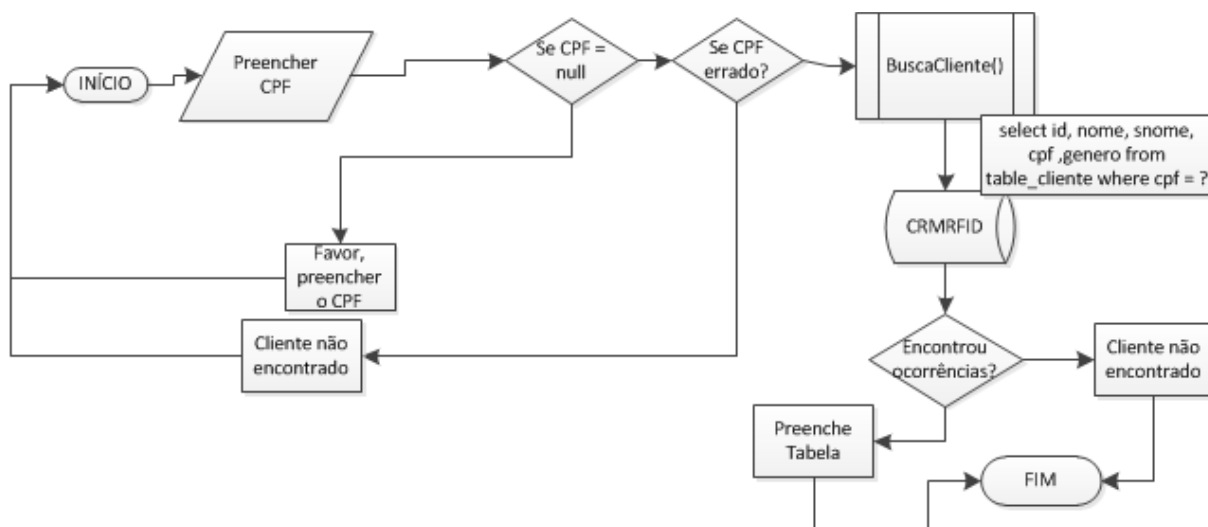 INÍCIO
Preencher
CPF
Se CPF =
null
Se CPF
errado?
BuscaCliente()
select id, nome, snome,
cpf ,genero from
table_cliente where cpf = ?
CRMRFID
Favor,
preencher
o CPF
Cliente não
encontrado
Encontrou
ocorrências?
Cliente não
encontrado
Preenche
Tabela
FIM